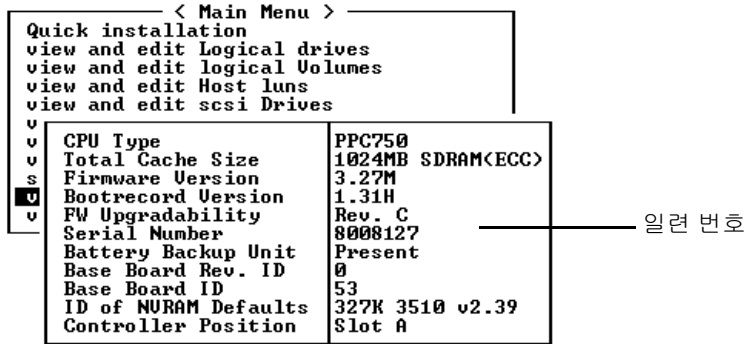 < Main Menu >
Quick installation
view and edit Logical drives
view and edit logical Volumes
view and edit Host luns
view and edit scsi Drives
v
v
v
s
v
v
CPU Type PPC750
Total Cache Size 1024MB SDRAM(ECC)
Firmware Version 3.27M
Bootrecord Version 1.31H
FW Upgradability Rev. C
Serial Number 8008127
Battery Backup Unit Present
Base Board Rev. ID 0
Base Board ID 53
ID of NVRAM Defaults 327K 3510 v2.39
Controller Position Slot A
일련 번호